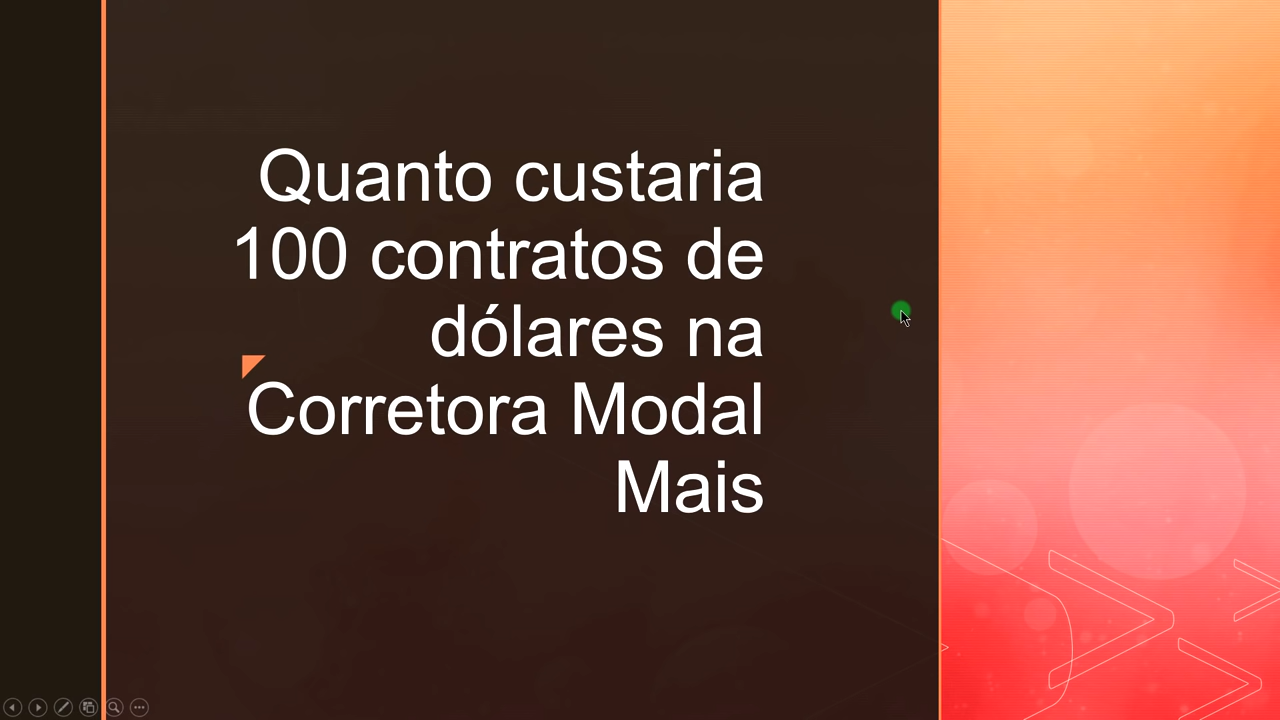 Quanto custaria
100 contratos de
dólares na
Corretora Modal
Mais